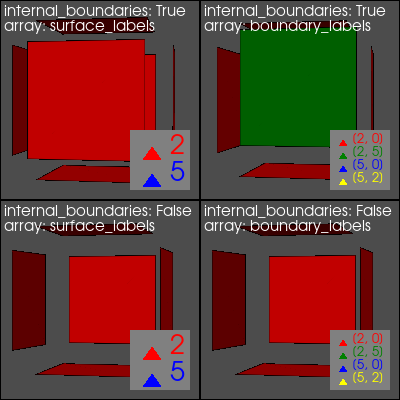 internal_boundaries: True
array: surface_labels
2
5
internal_boundaries: True
array: boundary_labels
(2, 0)
(2, 5)
(5, 0)
(5, 2)
internal_boundaries: False
array: surface_labels
2
5
internal_boundaries: False
array: boundary_labels
(2, 0)
(2, 5)
(5, 0)
(5, 2)